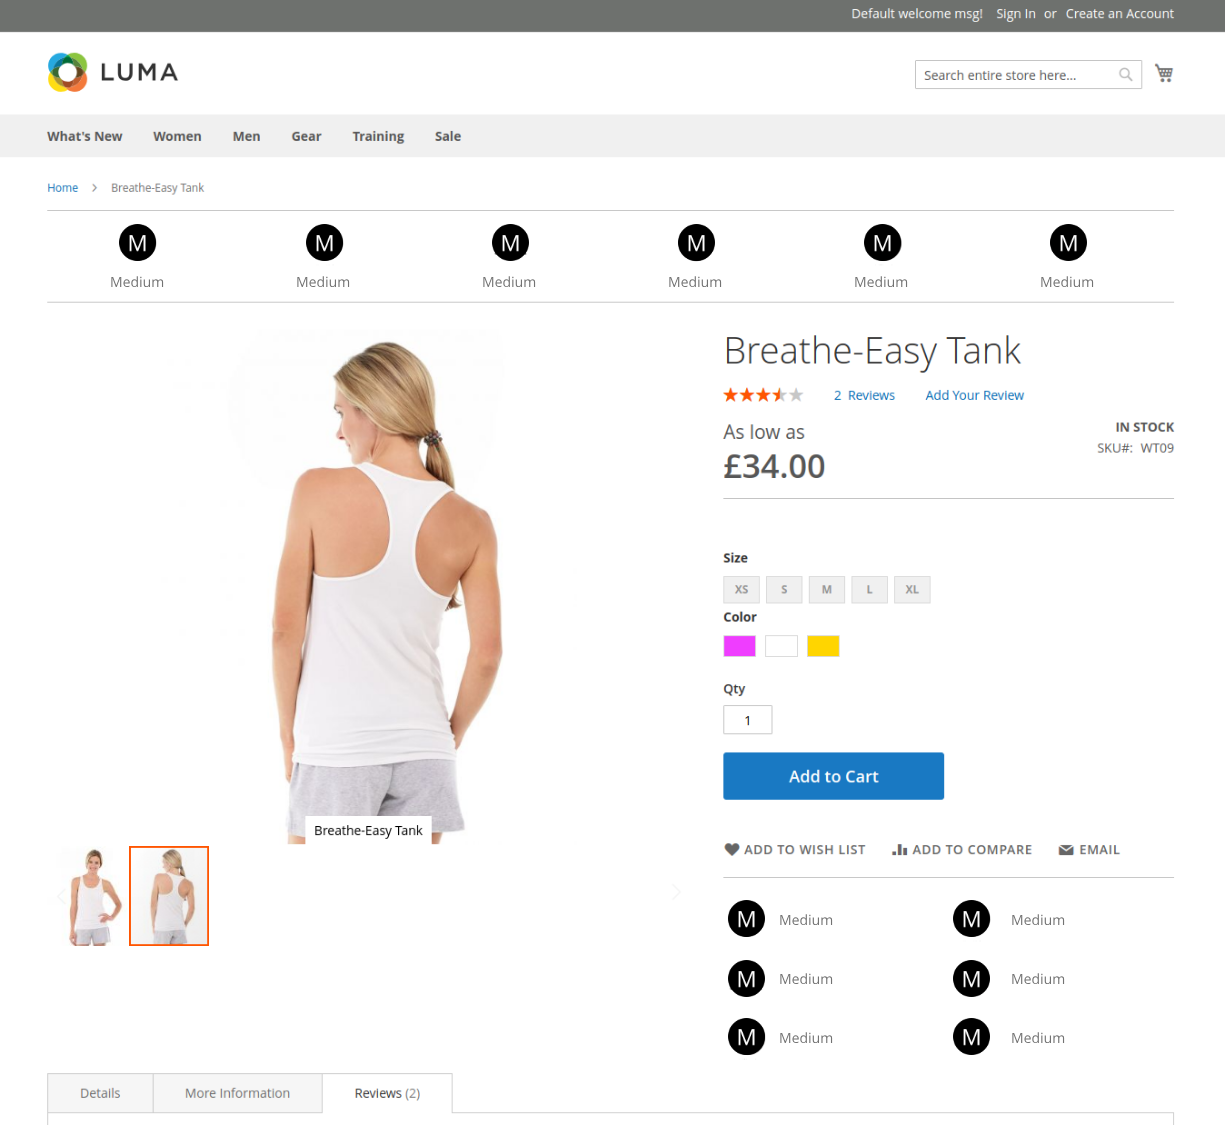 Default welcome msg! Sign In or Create an Account
LUMA
Search entire store here...
What's New Women Men Gear Training Sale
Home > Breathe-Easy Tank
M M M M M M
Medium Medium Medium Medium Medium Medium
Breathe-Easy Tank
2 Reviews Add Your Review
As low as
IN STOCK
£34.00
SKU#: WT09
Size
XS S M L XL
Color
Qty
1
Add to Cart
Breathe-Easy Tank
ADD TO WISH LIST ADD TO COMPARE EMAIL
M Medium M Medium
M Medium M Medium
M Medium M Medium
Details More Information Reviews (2)